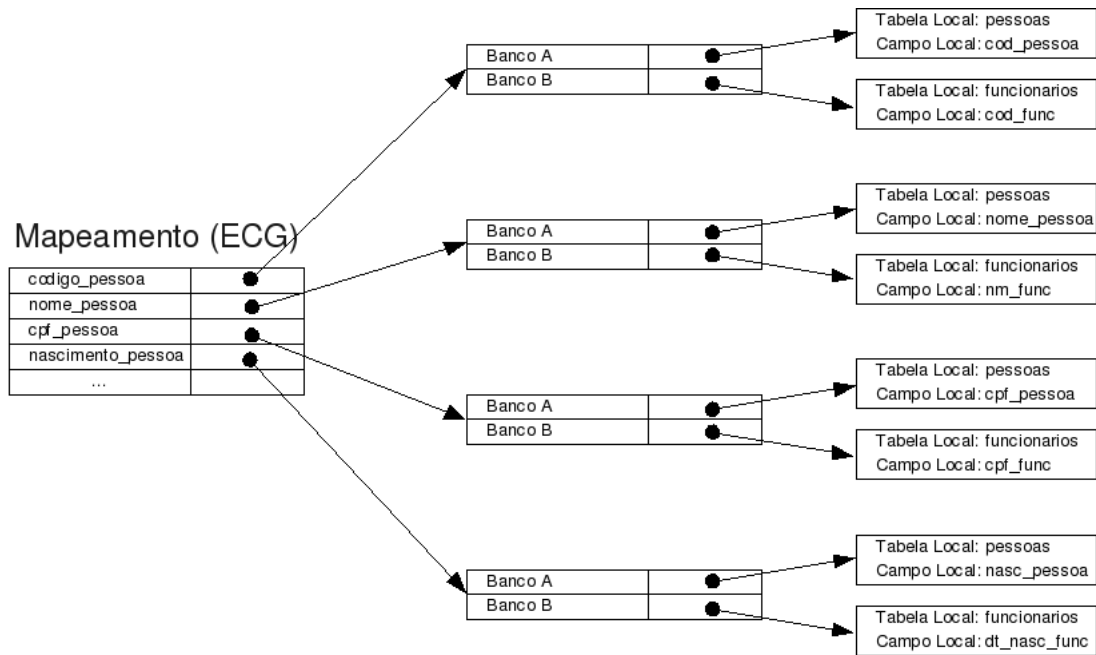 Mapeamento (ECG)
codigo_pessoa
nome_pessoa
cpf_pessoa
nascimento_pessoa
...
Banco A
Banco B
Tabela Local: pessoas
Campo Local: cod_pessoa
Tabela Local: funcionarios
Campo Local: cod_func
Banco A
Banco B
Tabela Local: pessoas
Campo Local: nome_pessoa
Tabela Local: funcionarios
Campo Local: nm_func
Banco A
Banco B
Tabela Local: pessoas
Campo Local: cpf_pessoa
Tabela Local: funcionarios
Campo Local: cpf_func
Banco A
Banco B
Tabela Local: pessoas
Campo Local: nasc_pessoa
Tabela Local: funcionarios
Campo Local: dt_nasc_func